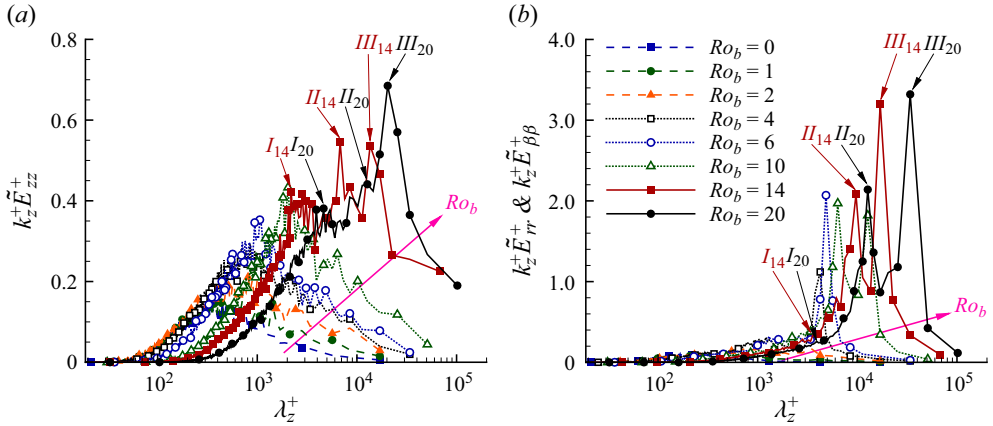 (a)
0.8
0.6
0.4
0.2
0
k_z^+ Ẽ_zz^+
III_14 III_20
II_14 II_20
I_14 I_20
Ro_b
10^2 10^3 10^4 10^5
λ_z^+
(b)
4.0
3.0
2.0
1.0
0
k_z^+ Ẽ_rr^+ & k_z^+ Ẽ_ββ^+
Ro_b = 0
Ro_b = 1
Ro_b = 2
Ro_b = 4
Ro_b = 6
Ro_b = 10
Ro_b = 14
Ro_b = 20
III_14 III_20
II_14 II_20
I_14 I_20
Ro_b
10^2 10^3 10^4 10^5
λ_z^+